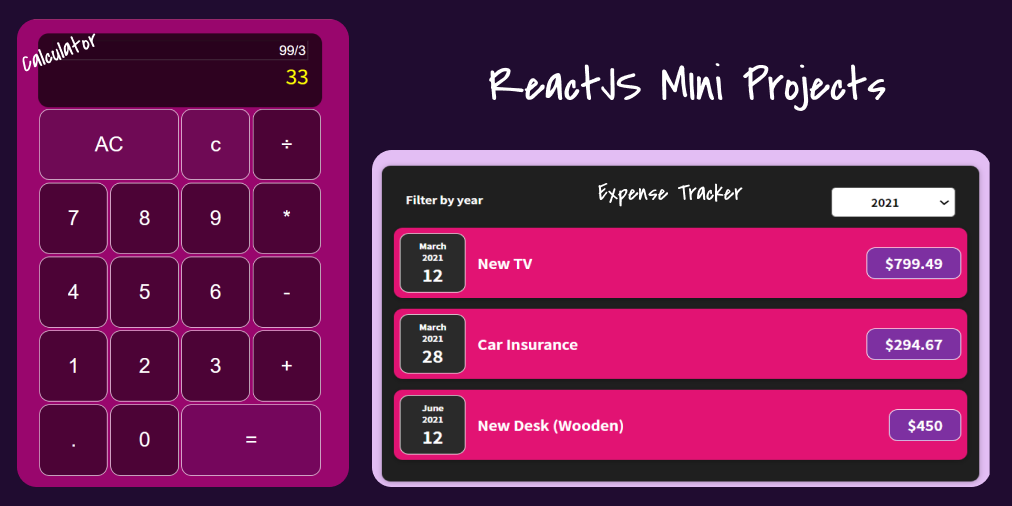 Calculator
99/3
33
AC c ÷
7 8 9 *
4 5 6 -
1 2 3 +
. 0 =
ReactJS MIni Projects
Filter by year
Expense Tracker
2021
March
2021
12
New TV
$799.49
March
2021
28
Car Insurance
$294.67
June
2021
12
New Desk (Wooden)
$450